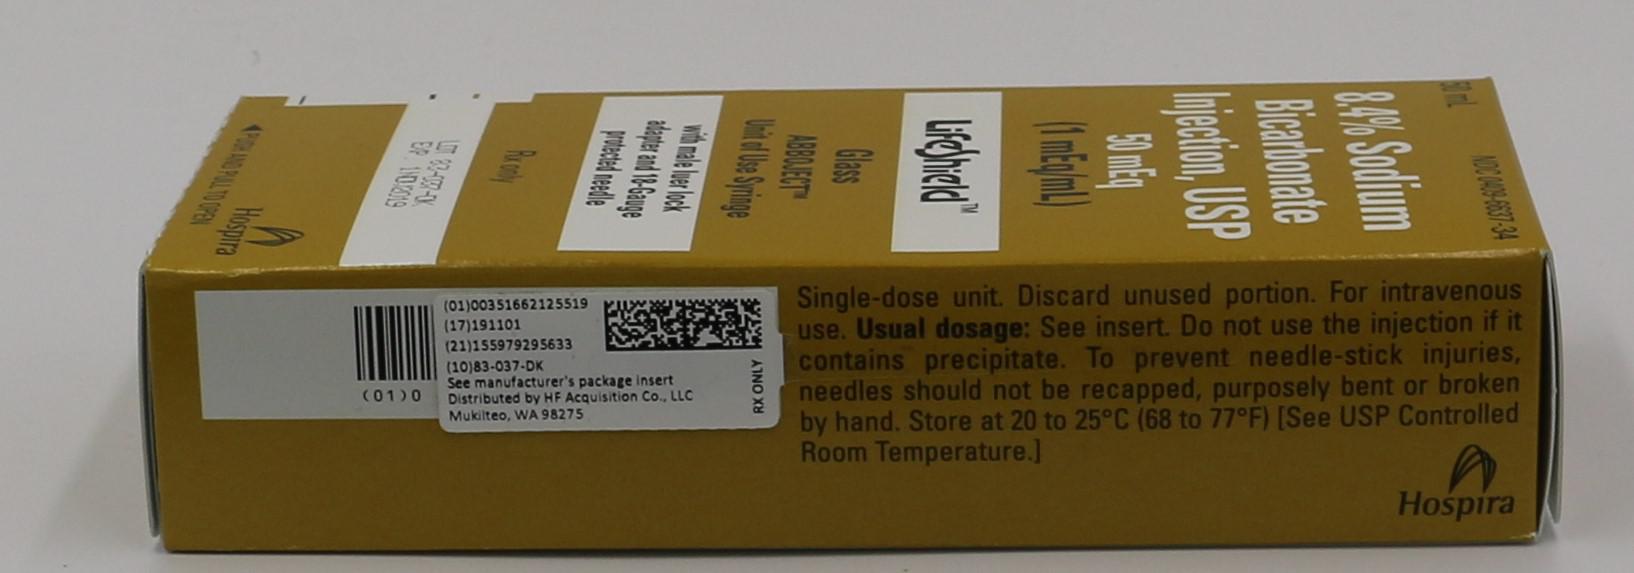 50 mL
NDC 0409-6637-34
8.4% Sodium
Bicarbonate
Injection, USP
50 mEq
(1 mEq/mL)
LifeShield™
Glass
ABBOJECT™
Unit of Use Syringe
with male luer lock
adapter and 18-Gauge
protected needle
Rx only
LOT 83-037-DK
EXP 1NOV2019
PUSH AND PULL TO OPEN
Hospira
(01)0
(01)00351662125519
(17)191101
(21)155979295633
(10)83-037-DK
See manufacturer's package insert
Distributed by HF Acquisition Co., LLC
Mukilteo, WA 98275
RX ONLY
Single-dose unit. Discard unused portion. For intravenous
use. Usual dosage: See insert. Do not use the injection if it
contains precipitate. To prevent needle-stick injuries,
needles should not be recapped, purposely bent or broken
by hand. Store at 20 to 25°C (68 to 77°F) [See USP Controlled
Room Temperature.]
Hospira